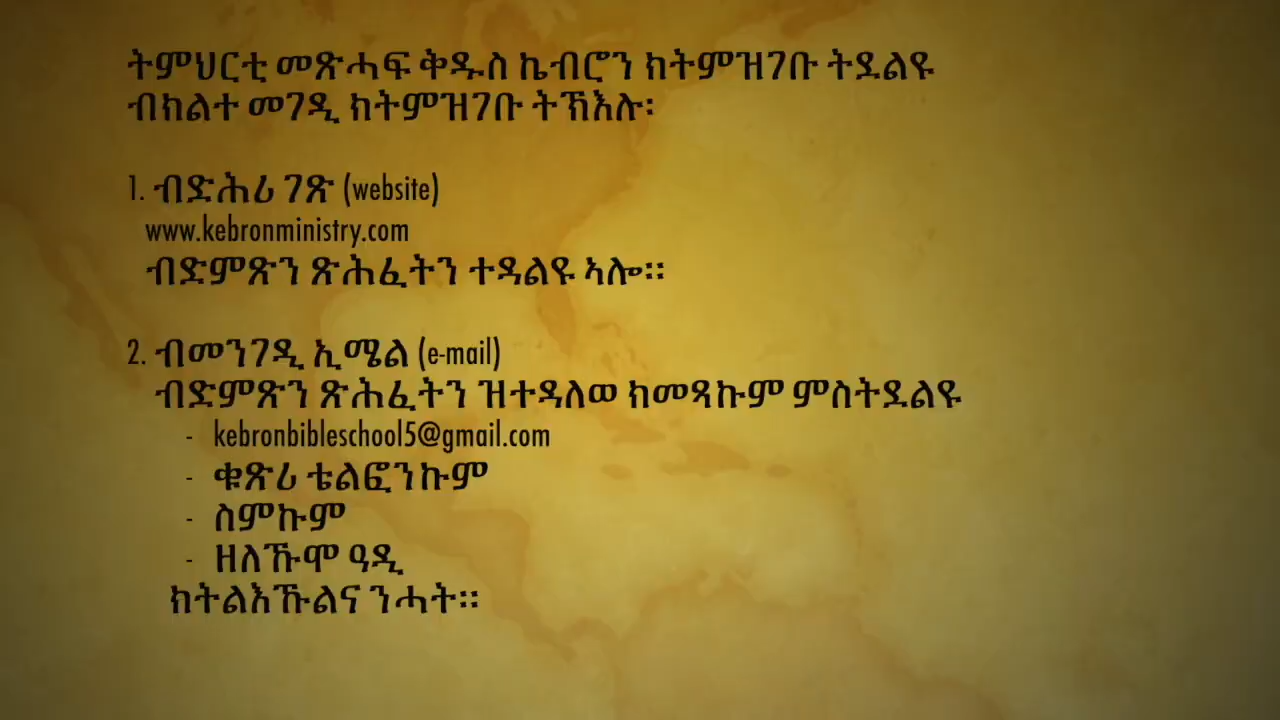 ትምህርቲ መጽሓፍ ቅዱስ ኬብሮን ክትምዝገቡ ትደልዩ
ብክልተ መገዲ ክትምዝገቡ ትኽእሉ፡
1. ብድሕሪ ገጽ (website)
www.kebronministry.com
ብድምጽን ጽሕፈትን ተዳልዩ ኣሎ።
2. ብመንገዲ ኢሜል (e-mail)
ብድምጽን ጽሕፈትን ዝተዳለወ ክመጻኩም ምስትደልዩ
- kebronbibleschool5@gmail.com
- ቁጽሪ ቴልፎንኩም
- ስምኩም
- ዘለኹሞ ዓዲ
ክትልእኹልና ንሓት።